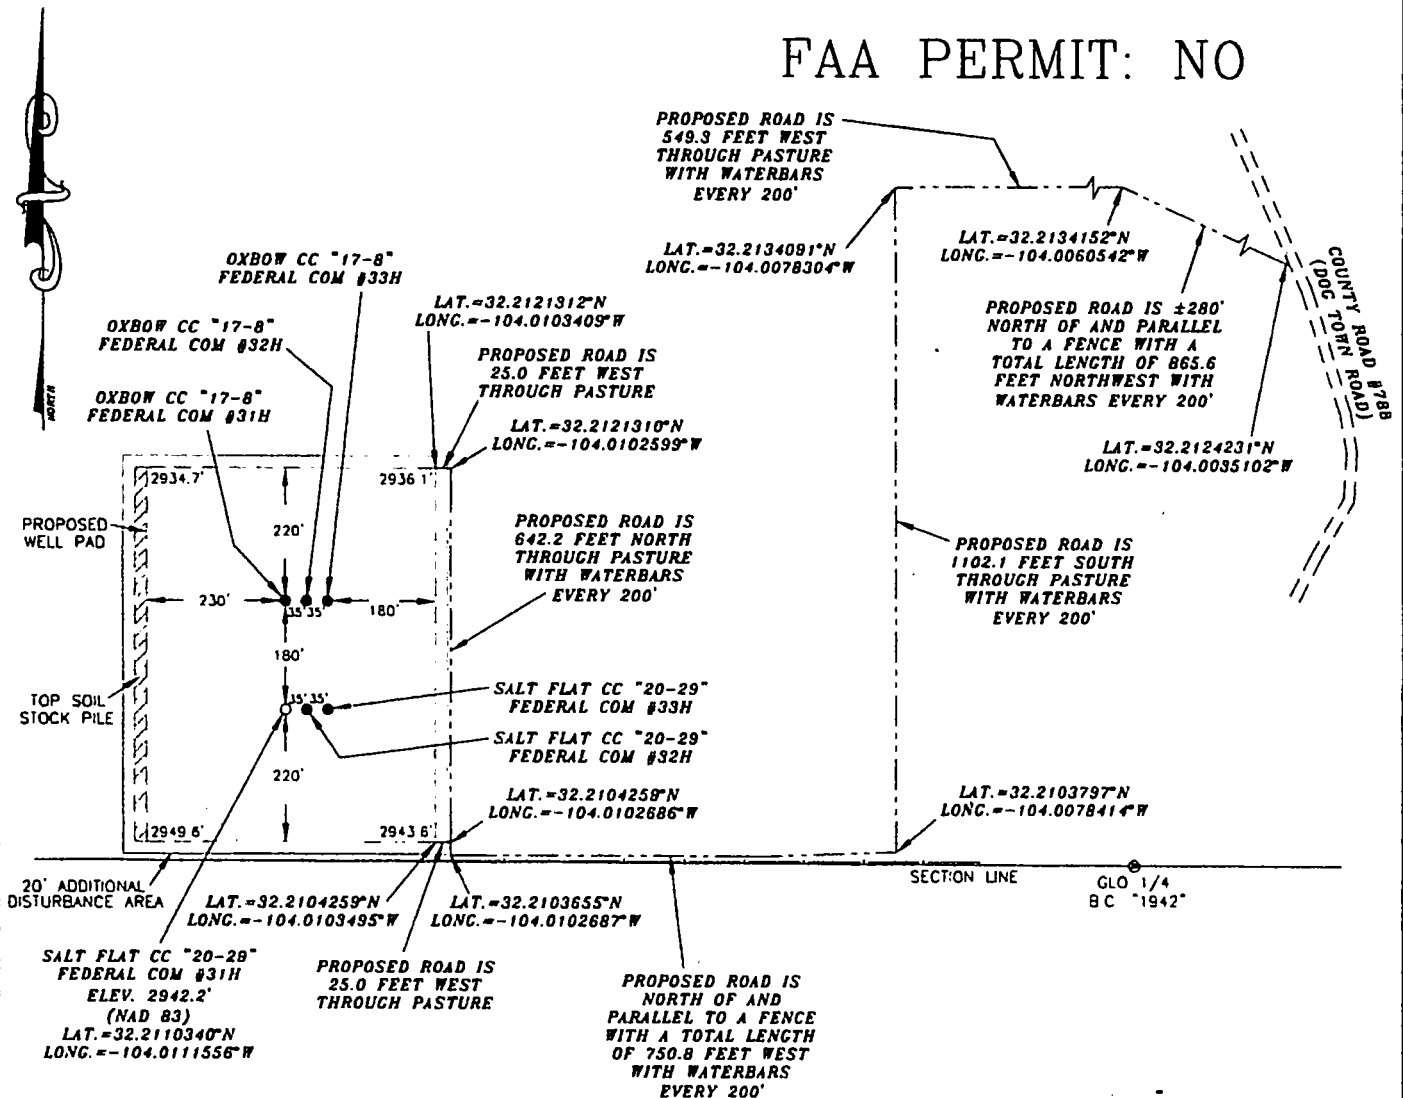 FAA PERMIT: NO
PROPOSED ROAD IS
549.3 FEET WEST
THROUGH PASTURE
WITH WATERBARS
EVERY 200'
LAT.=32.2134091°N
LONG.=-104.0078304°W
LAT.=32.2134152°N
LONG.=-104.0060542°W
COUNTY ROAD #78B
(DOG TOWN ROAD)
PROPOSED ROAD IS ±280'
NORTH OF AND PARALLEL
TO A FENCE WITH A
TOTAL LENGTH OF 865.6
FEET NORTHWEST WITH
WATERBARS EVERY 200'
LAT.=32.2124231°N
LONG.=-104.0035102°W
NORTH
OXBOW CC "17-8"
FEDERAL COM #33H
OXBOW CC "17-8"
FEDERAL COM #32H
OXBOW CC "17-8"
FEDERAL COM #31H
LAT.=32.2121312°N
LONG.=-104.0103409°W
PROPOSED ROAD IS
25.0 FEET WEST
THROUGH PASTURE
LAT.=32.2121310°N
LONG.=-104.0102599°W
2934.7'
2936.1'
PROPOSED
WELL PAD
220'
230'
35' 35'
180'
180'
PROPOSED ROAD IS
642.2 FEET NORTH
THROUGH PASTURE
WITH WATERBARS
EVERY 200'
PROPOSED ROAD IS
1102.1 FEET SOUTH
THROUGH PASTURE
WITH WATERBARS
EVERY 200'
TOP SOIL
STOCK PILE
35' 35'
SALT FLAT CC "20-29"
FEDERAL COM #33H
SALT FLAT CC "20-29"
FEDERAL COM #32H
220'
2949.6'
2943.6'
LAT.=32.2104258°N
LONG.=-104.0102686°W
LAT.=32.2103797°N
LONG.=-104.0078414°W
SECTION LINE
GLO 1/4
BC "1942"
20' ADDITIONAL
DISTURBANCE AREA
LAT.=32.2104259°N
LONG.=-104.0103495°W
LAT.=32.2103655°N
LONG.=-104.0102687°W
SALT FLAT CC "20-29"
FEDERAL COM #31H
ELEV. 2942.2'
(NAD 83)
LAT.=32.2110340°N
LONG.=-104.0111556°W
PROPOSED ROAD IS
25.0 FEET WEST
THROUGH PASTURE
PROPOSED ROAD IS
NORTH OF AND
PARALLEL TO A FENCE
WITH A TOTAL LENGTH
OF 750.8 FEET WEST
WITH WATERBARS
EVERY 200'